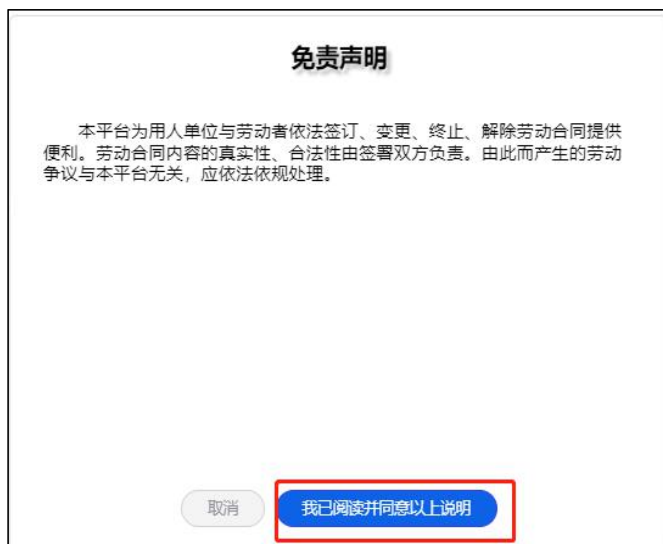 免责声明
本平台为用人单位与劳动者依法签订、变更、终止、解除劳动合同提供
便利。劳动合同内容的真实性、合法性由签署双方负责。由此而产生的劳动
争议与本平台无关，应依法依规处理。
取消
我已阅读并同意以上说明